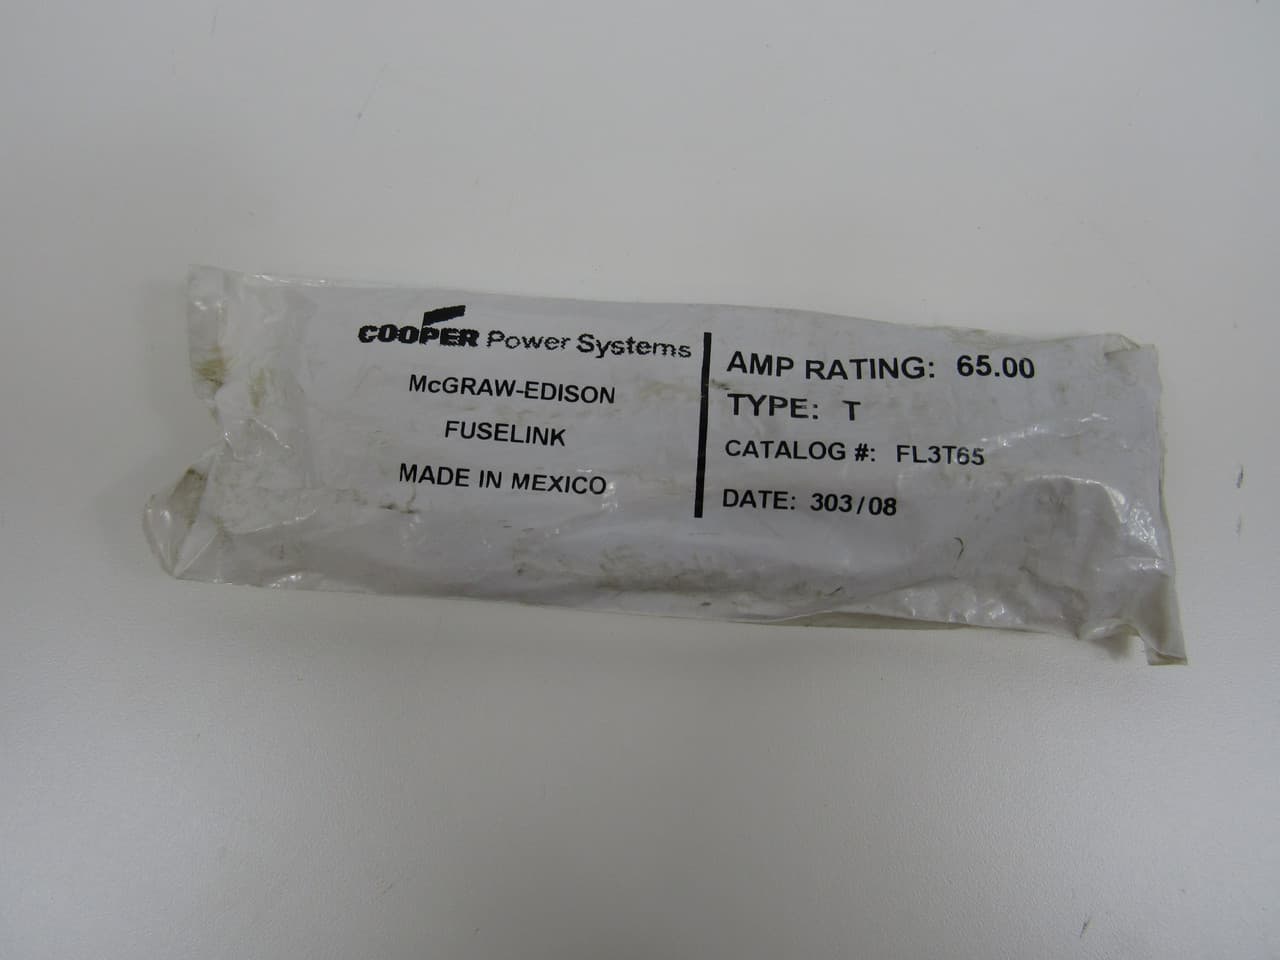 COOPER Power Systems
McGRAW-EDISON
FUSELINK
MADE IN MEXICO
AMP RATING: 65.00
TYPE: T
CATALOG #: FL3T65
DATE: 303/08